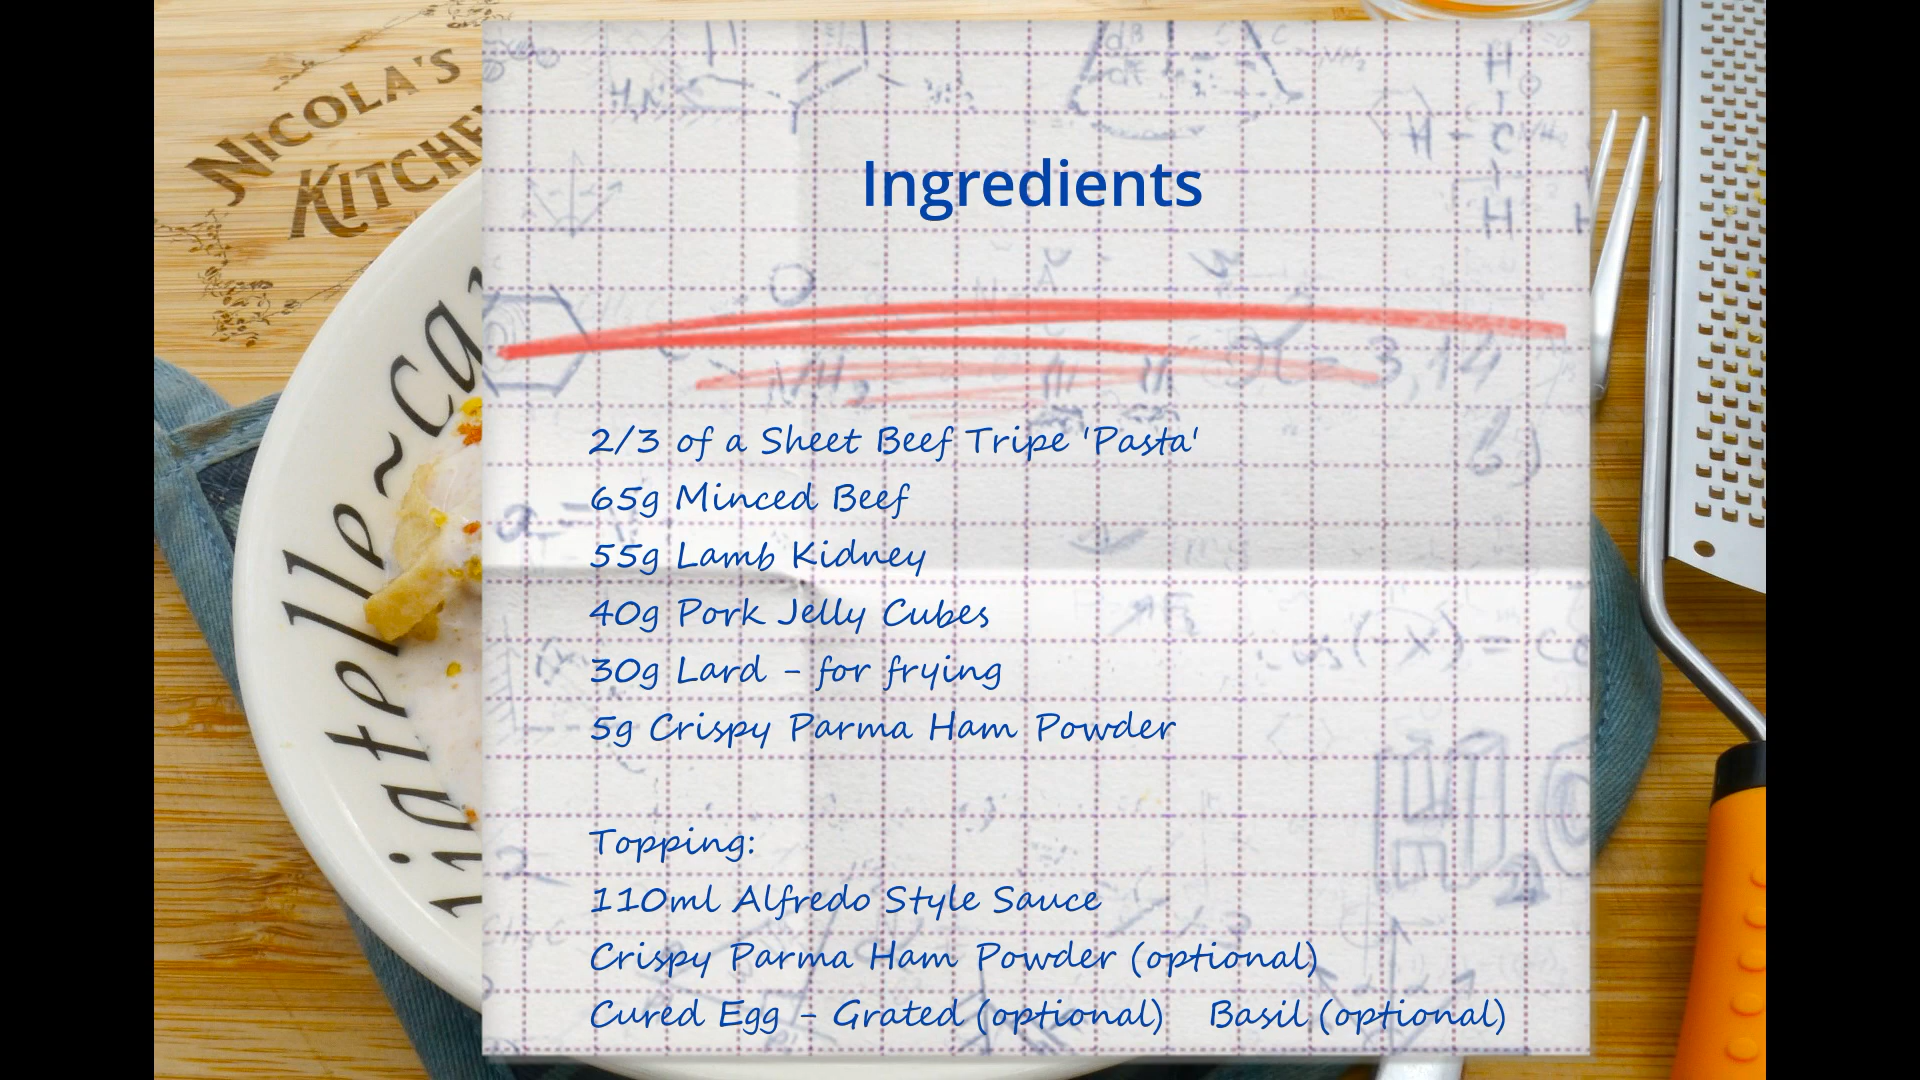 NICOLA'S
Ingredients
2/3 of a Sheet Beef Tripe 'Pasta'
65g Minced Beef
55g Lamb Kidney
40g Pork Jelly Cubes
30g Lard - for frying
5g Crispy Parma Ham Powder
Topping:
110ml Alfredo Style Sauce
Crispy Parma Ham Powder (optional)
Cured Egg - Grated (optional) Basil (optional)